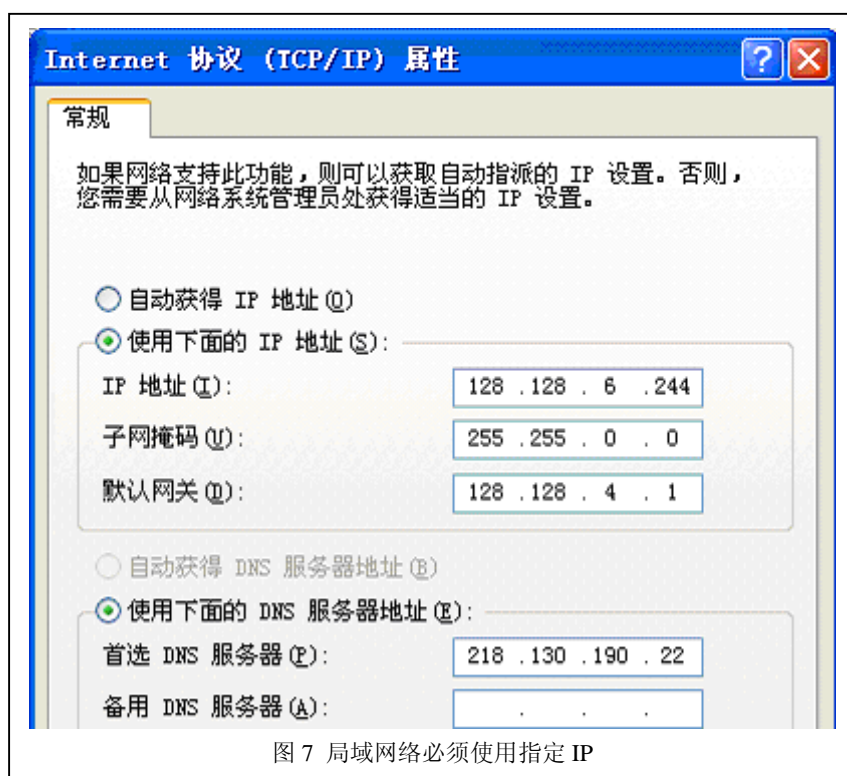 Internet 协议 (TCP/IP) 属性
常规
如果网络支持此功能，则可以获取自动指派的 IP 设置。否则，
您需要从网络系统管理员处获得适当的 IP 设置。
自动获得 IP 地址(O)
使用下面的 IP 地址(S):
IP 地址(I): 128 .128 . 6 .244
子网掩码(U): 255 .255 . 0 . 0
默认网关(D): 128 .128 . 4 . 1
自动获得 DNS 服务器地址(B)
使用下面的 DNS 服务器地址(E):
首选 DNS 服务器(P): 218 .130 .190 . 22
备用 DNS 服务器(A): . . .
图 7 局域网络必须使用指定 IP